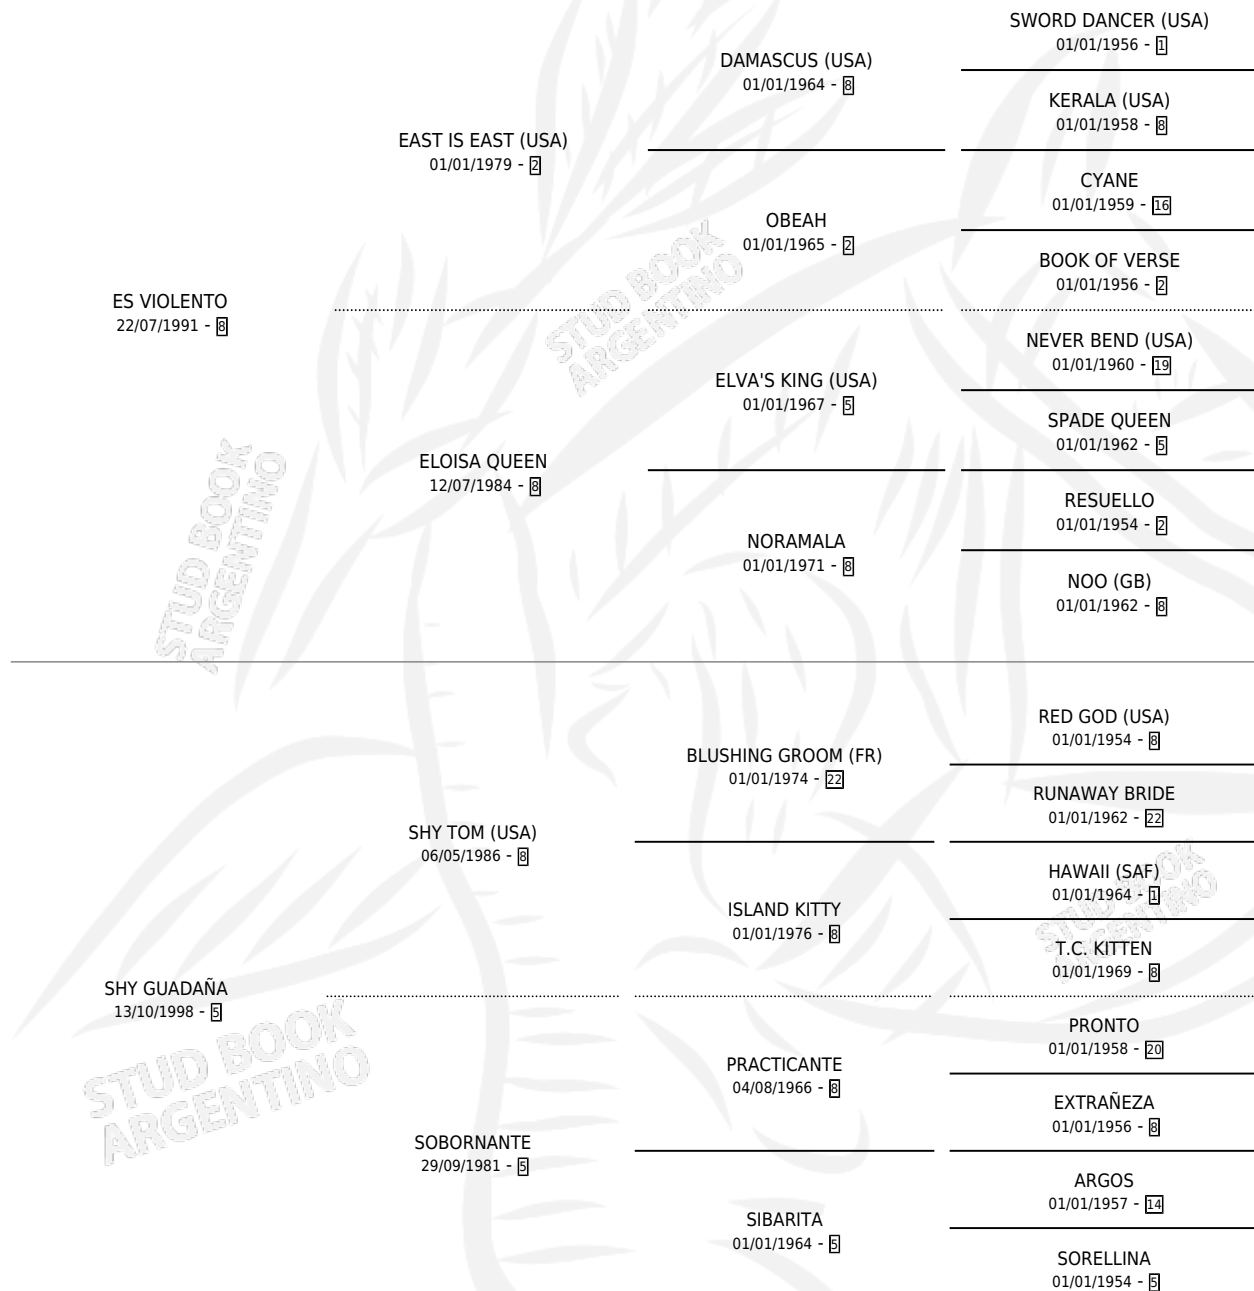 SWORD DANCER (USA)
01/01/1956 - 1
DAMASCUS (USA)
01/01/1964 - 8
KERALA (USA)
01/01/1958 - 8
EAST IS EAST (USA)
01/01/1979 - 2
CYANE
01/01/1959 - 16
OBEAH
01/01/1965 - 2
BOOK OF VERSE
01/01/1956 - 2
ES VIOLENTO
22/07/1991 - 8
STUD BOOK
ARGENTINO
NEVER BEND (USA)
01/01/1960 - 19
ELVA'S KING (USA)
01/01/1967 - 5
SPADE QUEEN
01/01/1962 - 5
ELOISA QUEEN
12/07/1984 - 8
RESUELLO
01/01/1954 - 2
NORAMALA
01/01/1971 - 8
NOO (GB)
01/01/1962 - 8
STUD BOOK
ARGENTINO
RED GOD (USA)
01/01/1954 - 8
BLUSHING GROOM (FR)
01/01/1974 - 22
RUNAWAY BRIDE
01/01/1962 - 22
SHY TOM (USA)
06/05/1986 - 8
HAWAII (SAF)
01/01/1964 - 1
ISLAND KITTY
01/01/1976 - 8
STUD BOOK
ARGENTINO
T.C. KITTEN
01/01/1969 - 8
SHY GUADAÑA
13/10/1998 - 5
STUD BOOK
ARGENTINO
PRONTO
01/01/1958 - 20
PRACTICANTE
04/08/1966 - 8
EXTRAÑEZA
01/01/1956 - 8
SOBORNANTE
29/09/1981 - 5
ARGOS
01/01/1957 - 14
SIBARITA
01/01/1964 - 5
SORELLINA
01/01/1954 - 5